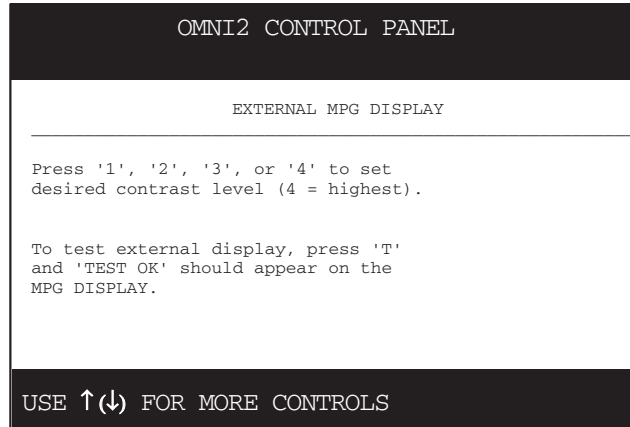 OMNI2 CONTROL PANEL
EXTERNAL MPG DISPLAY
Press '1', '2', '3', or '4' to set
desired contrast level (4 = highest).
To test external display, press 'T'
and 'TEST OK' should appear on the
MPG DISPLAY.
USE ↑(↓) FOR MORE CONTROLS